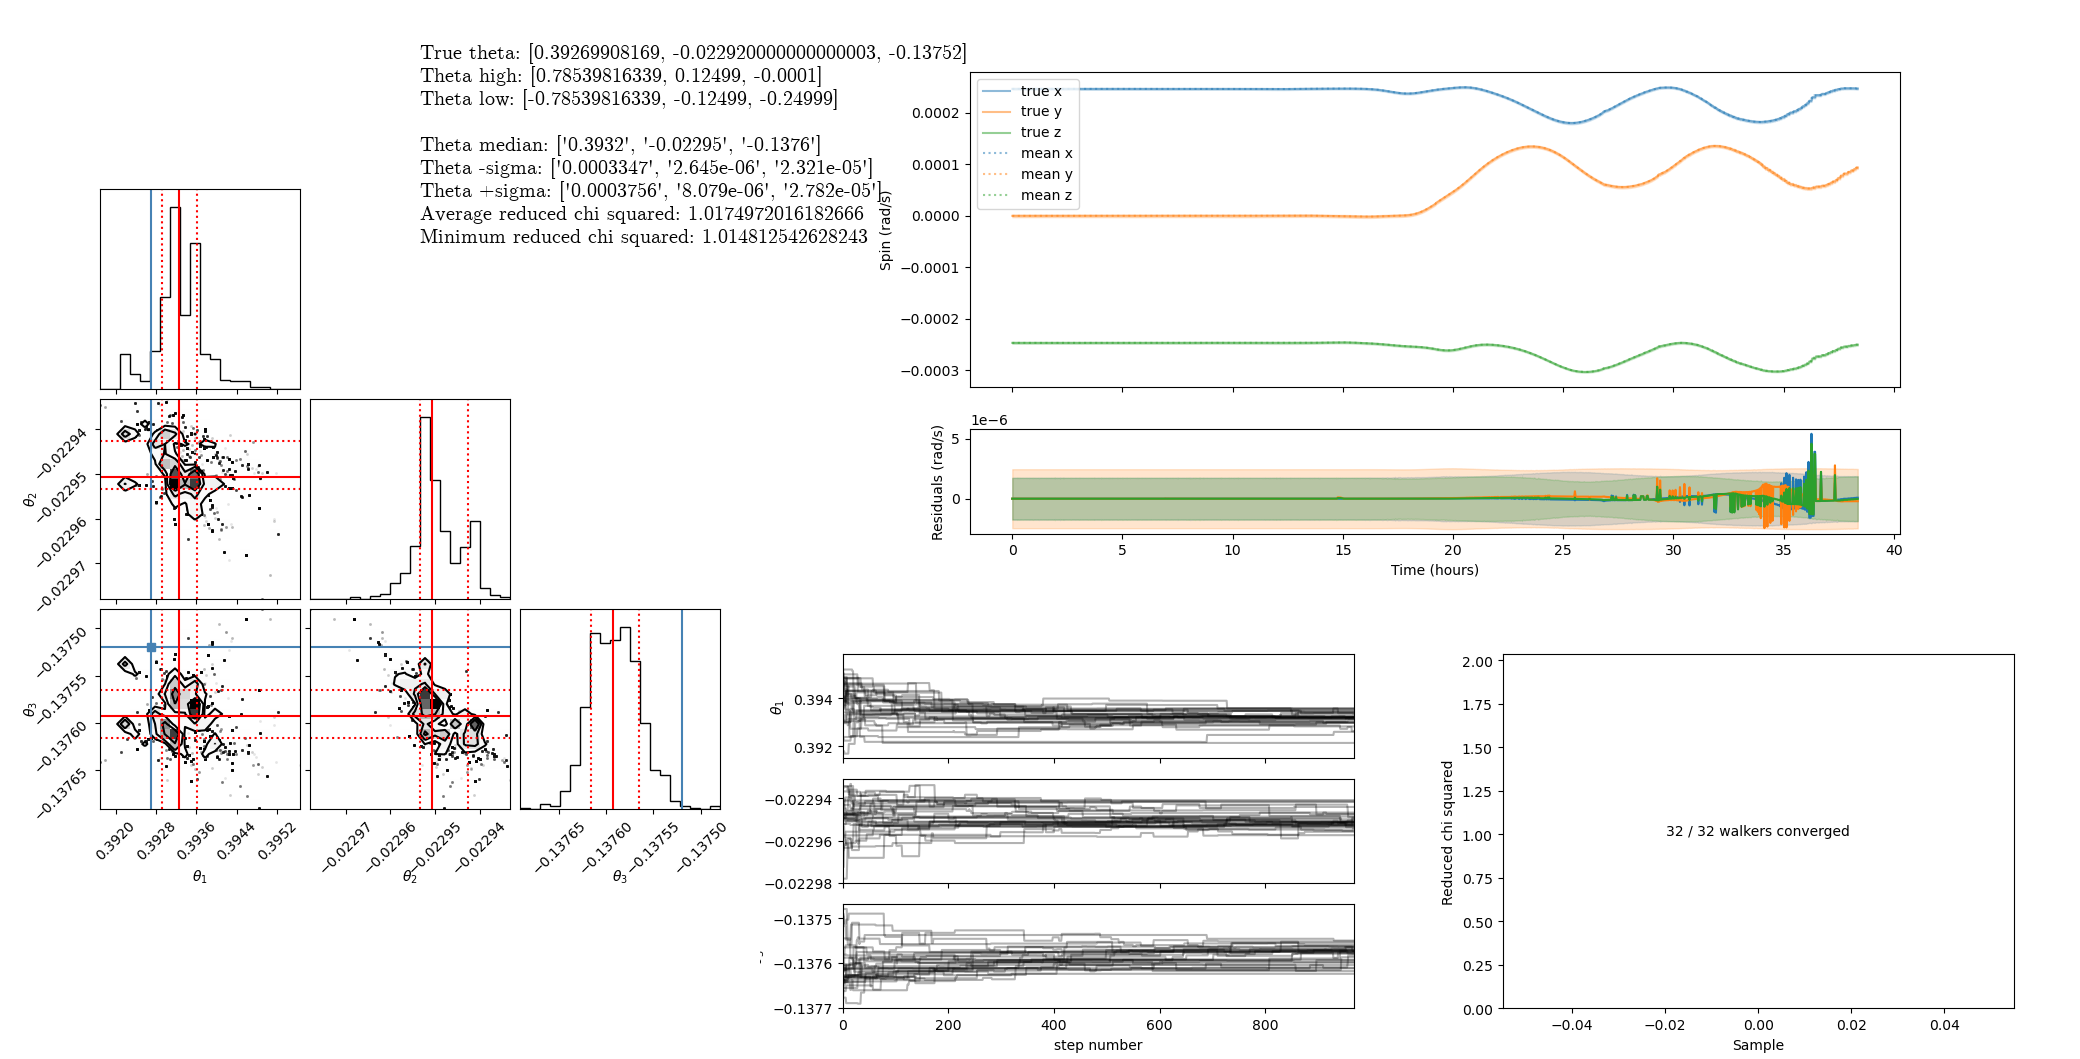 True theta: [0.39269908169, -0.022920000000000003, -0.13752]
Theta high: [0.78539816339, 0.12499, -0.0001]
Theta low: [-0.78539816339, -0.12499, -0.24999]
Theta median: ['0.3932', '-0.02295', '-0.1376']
Theta -sigma: ['0.0003347', '2.645e-06', '2.321e-05']
Theta +sigma: ['0.0003756', '8.079e-06', '2.782e-05']
Average reduced chi squared: 1.0174972016182666
Minimum reduced chi squared: 1.014812542628243
true x
true y
true z
mean x
mean y
mean z
0.0002
0.0001
0.0000
−0.0001
−0.0002
−0.0003
Spin (rad/s)
1e−6
5
0
Residuals (rad/s)
0 5 10 15 20 25 30 35 40
Time (hours)
−0.02294
−0.02295
−0.02296
−0.02297
θ2
−0.13750
−0.13755
−0.13760
−0.13765
θ3
0.3920 0.3928 0.3936 0.3944 0.3952
θ1
−0.02297 −0.02296 −0.02295 −0.02294
θ2
−0.13765 −0.13760 −0.13755 −0.13750
θ3
0.394
0.392
θ1
−0.02294
−0.02296
−0.02298
−0.1375
−0.1376
−0.1377
0 200 400 600 800
step number
2.00
1.75
1.50
1.25
1.00
0.75
0.50
0.25
0.00
Reduced chi squared
32 / 32 walkers converged
−0.04 −0.02 0.00 0.02 0.04
Sample